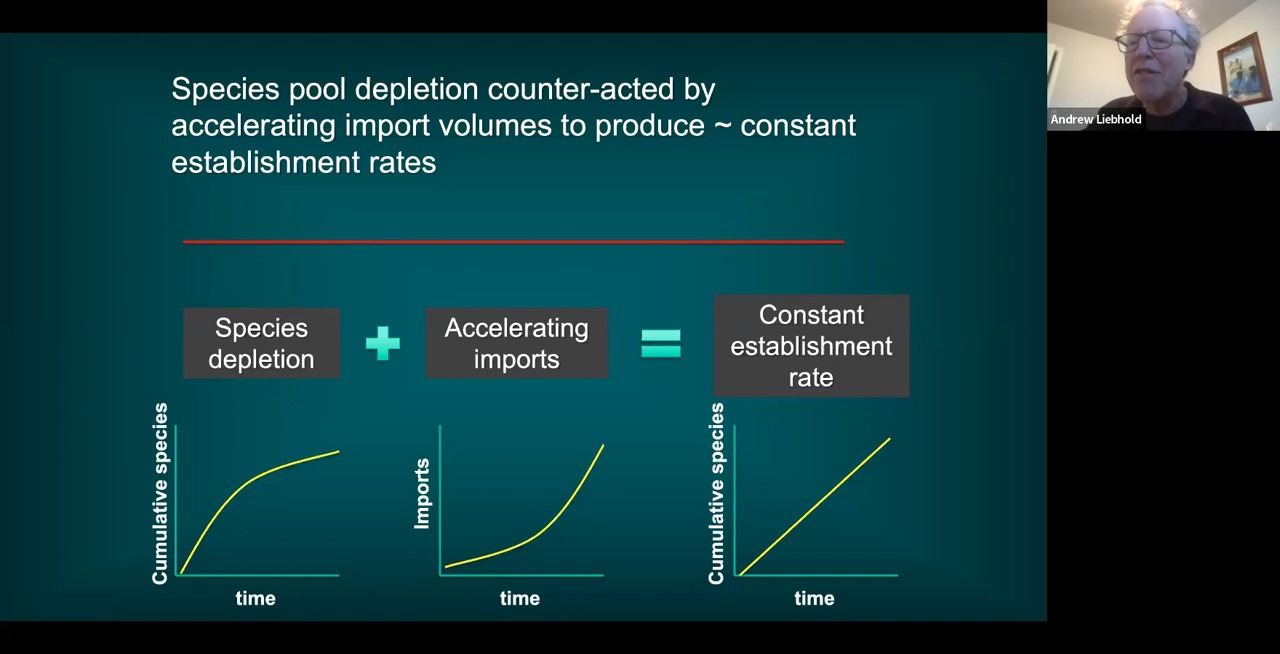 Species pool depletion counter-acted by
accelerating import volumes to produce ~ constant
establishment rates
Andrew Liebhold
Species
depletion
Accelerating
imports
Constant
establishment
rate
Cumulative species
time
Imports
time
Cumulative species
time